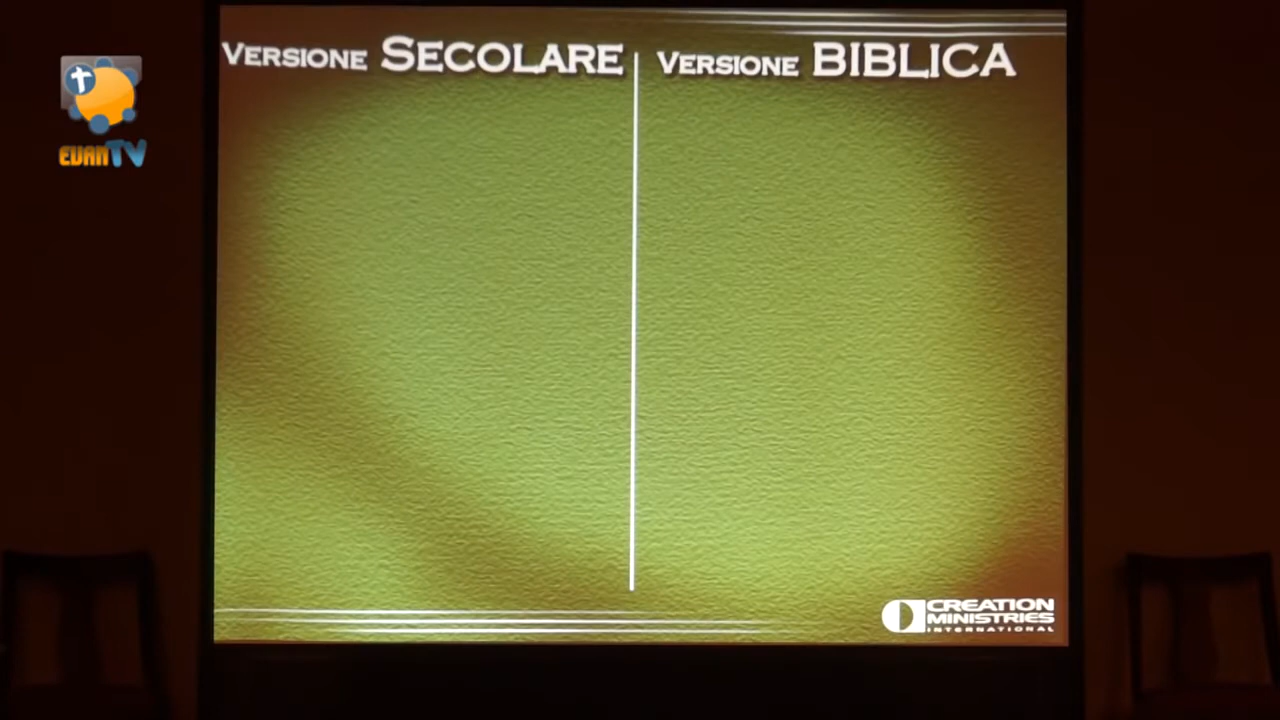 VERSIONE SECOLARE
VERSIONE BIBLICA
EVANTV
CREATION
MINISTRIES
INTERNATIONAL